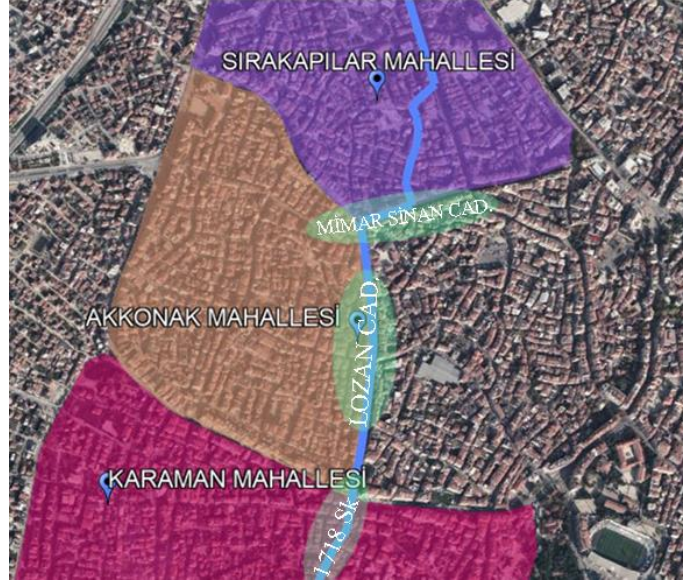 SIRAKAPILAR MAHALLESİ
MİMAR SİNAN CAD.
AKKONAK MAHALLESİ
LOZAN CAD.
KARAMAN MAHALLESİ
1718 Sk